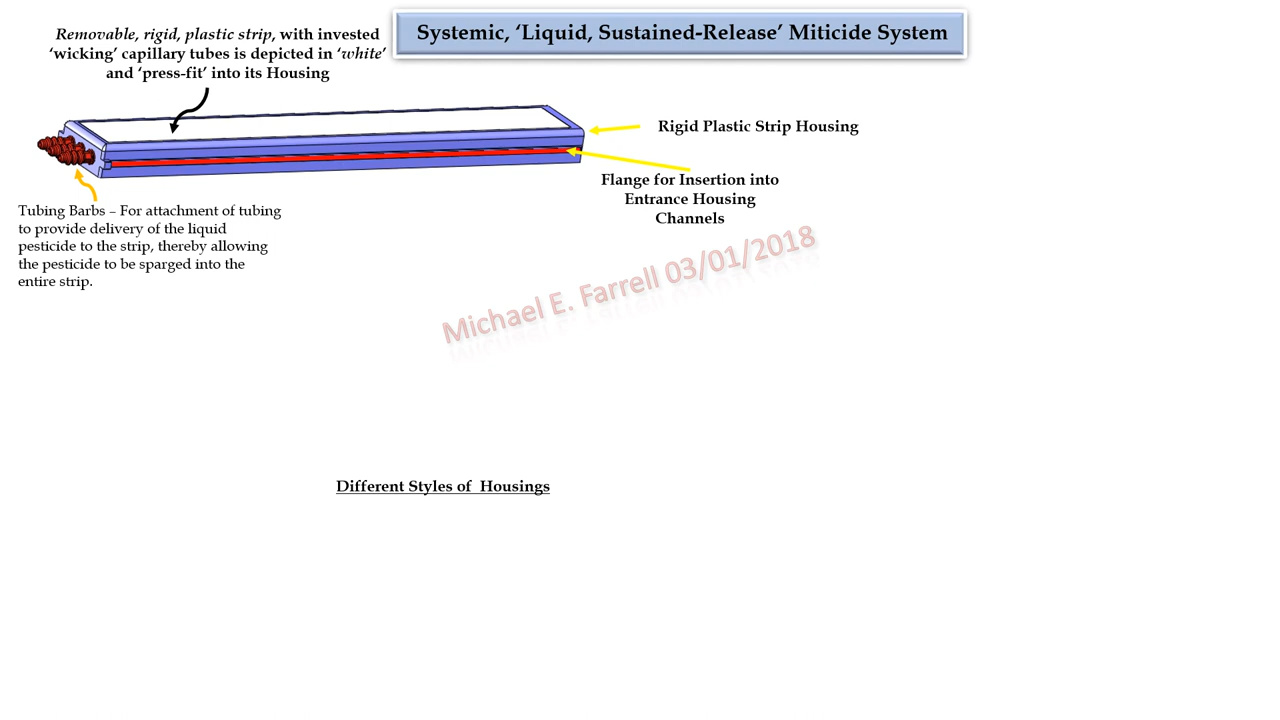 Systemic, ‘Liquid, Sustained-Release’ Miticide System
Removable, rigid, plastic strip, with invested
‘wicking’ capillary tubes is depicted in ‘white’
and ‘press-fit’ into its Housing
Rigid Plastic Strip Housing
Flange for Insertion into
Entrance Housing
Channels
Tubing Barbs – For attachment of tubing
to provide delivery of the liquid
pesticide to the strip, thereby allowing
the pesticide to be sparged into the
entire strip.
Michael E. Farrell 03/01/2018
Different Styles of  Housings